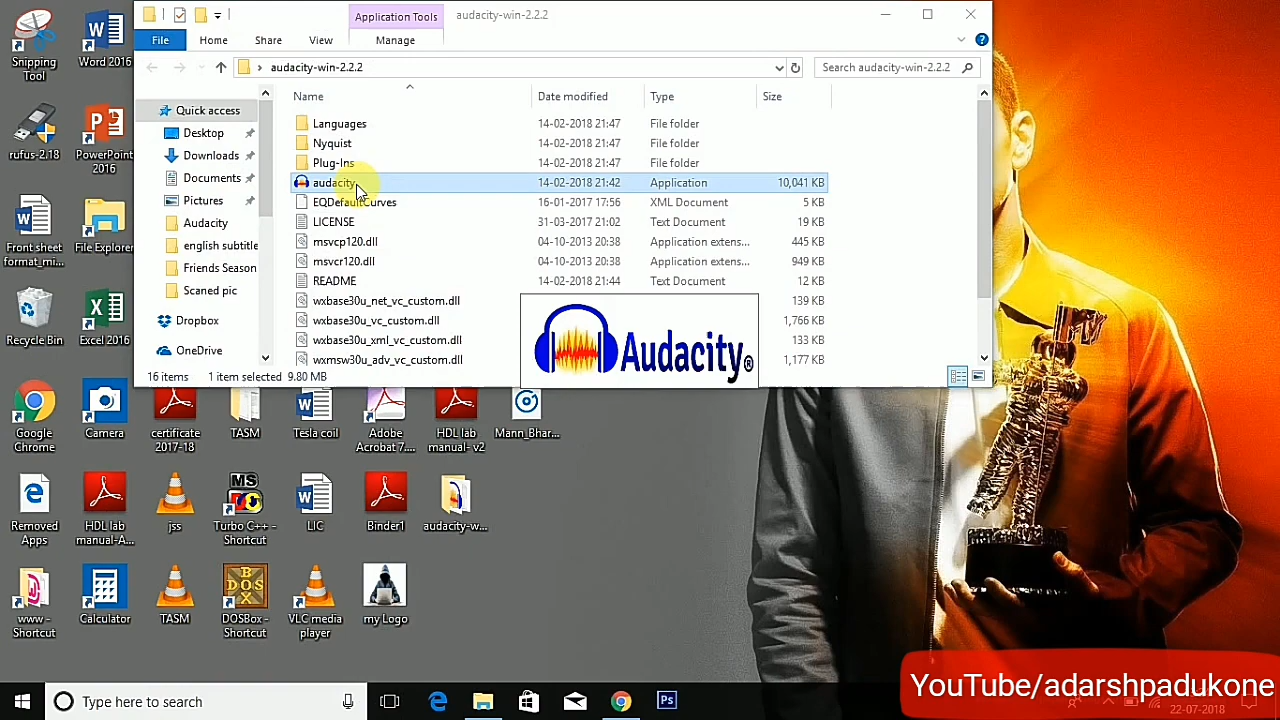 Application Tools
audacity-win-2.2.2
File
Home
Share
View
Manage
audacity-win-2.2.2
Search audacity-win-2.2.2
Name
Date modified
Type
Size
Quick access
Desktop
Downloads
Documents
Pictures
Audacity
english subtitle
Friends Season
Scaned pic
Dropbox
OneDrive
Languages 14-02-2018 21:47 File folder
Nyquist 14-02-2018 21:47 File folder
Plug-Ins 14-02-2018 21:47 File folder
audacity 14-02-2018 21:42 Application 10,041 KB
EQDefaultCurves 16-01-2017 17:56 XML Document 5 KB
LICENSE 31-03-2017 21:02 Text Document 19 KB
msvcp120.dll 04-10-2013 20:38 Application extens... 445 KB
msvcr120.dll 04-10-2013 20:38 Application extens... 949 KB
README 14-02-2018 21:44 Text Document 12 KB
wxbase30u_net_vc_custom.dll 139 KB
wxbase30u_vc_custom.dll 1,766 KB
wxbase30u_xml_vc_custom.dll 133 KB
wxmsw30u_adv_vc_custom.dll 1,177 KB
Audacity®
16 items 1 item selected 9.80 MB
Snipping
Tool
Word 2016
rufus-2.18
PowerPoint
2016
Front sheet
format_mi...
File Explorer
Recycle Bin
Excel 2016
Google
Chrome
Camera
certificate
2017-18
TASM
Tesla coil
Adobe
Acrobat 7....
HDL lab
manual- v2
Mann_Bhar...
Removed
Apps
HDL lab
manual-A...
jss
MS
Turbo C++ -
Shortcut
LIC
Binder1
audacity-w...
www -
Shortcut
Calculator
TASM
DOSBox -
Shortcut
VLC media
player
my Logo
Type here to search
Ps
YouTube/adarshpadukone
22-07-2018